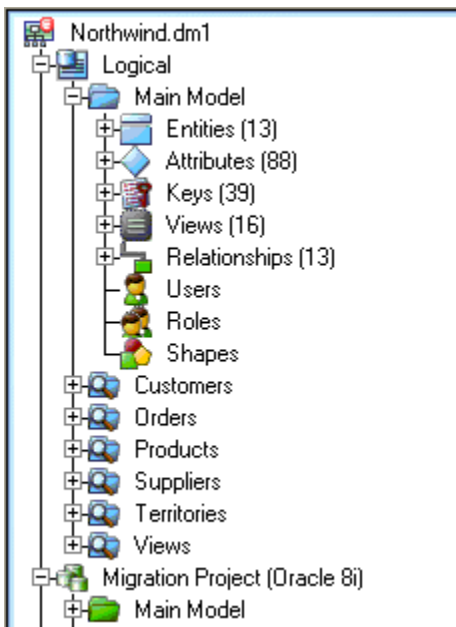 Northwind.dm1
Logical
Main Model
Entities (13)
Attributes (88)
Keys (39)
Views (16)
Relationships (13)
Users
Roles
Shapes
Customers
Orders
Products
Suppliers
Territories
Views
Migration Project (Oracle 8i)
Main Model